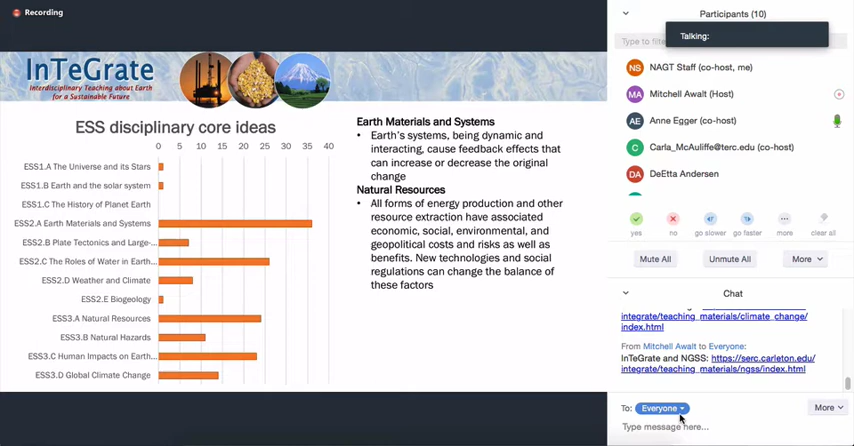 Recording
InTeGrate
Interdisciplinary Teaching about Earth
for a Sustainable Future
ESS disciplinary core ideas
0 5 10 15 20 25 30 35 40
ESS1.A The Universe and its Stars
ESS1.B Earth and the solar system
ESS1.C The History of Planet Earth
ESS2.A Earth Materials and Systems
ESS2.B Plate Tectonics and Large-...
ESS2.C The Roles of Water in Earth...
ESS2.D Weather and Climate
ESS2.E Biogeology
ESS3.A Natural Resources
ESS3.B Natural Hazards
ESS3.C Human Impacts on Earth...
ESS3.D Global Climate Change
Earth Materials and Systems
• Earth's systems, being dynamic and
interacting, cause feedback effects that
can increase or decrease the original
change
Natural Resources
• All forms of energy production and other
resource extraction have associated
economic, social, environmental, and
geopolitical costs and risks as well as
benefits. New technologies and social
regulations can change the balance of
these factors
Participants (10)
Talking:
Type to filte
NS NAGT Staff (co-host, me)
MA Mitchell Awalt (Host)
AE Anne Egger (co-host)
C Carla_McAuliffe@terc.edu (co-host)
DA DeEtta Andersen
yes no go slower go faster more clear all
Mute All Unmute All More
Chat
integrate/teaching_materials/climate_change/
index.html
From Mitchell Awalt to Everyone:
InTeGrate and NGSS: https://serc.carleton.edu/
integrate/teaching_materials/ngss/index.html
To: Everyone More
Type message here...